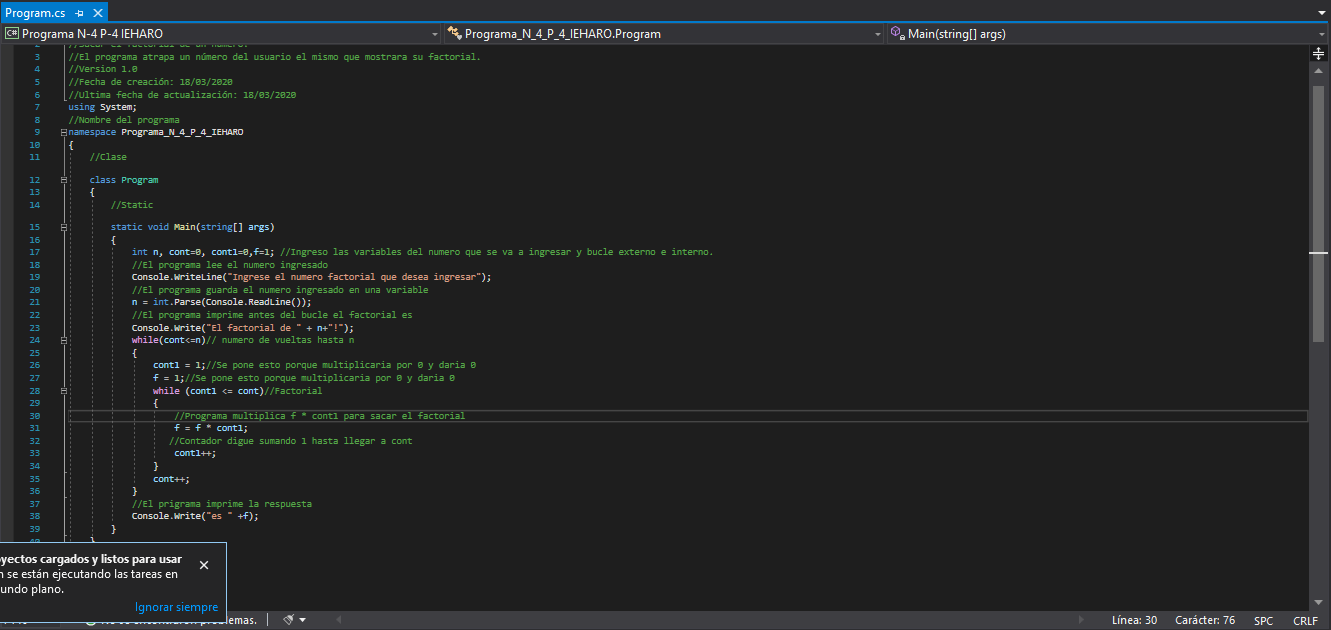 Program.cs
C# Programa N-4 P-4 IEHARO
Programa_N_4_P_4_IEHARO.Program
Main(string[] args)
2 //Sacar el factorial de un numero.
3 //El programa atrapa un número del usuario el mismo que mostrara su factorial.
4 //Version 1.0
5 //Fecha de creación: 18/03/2020
6 //Ultima fecha de actualización: 18/03/2020
7 using System;
8 //Nombre del programa
9 namespace Programa_N_4_P_4_IEHARO
10 {
11 //Clase
12 class Program
13 {
14 //Static
15 static void Main(string[] args)
16 {
17 int n, cont=0, cont1=0,f=1; //Ingreso las variables del numero que se va a ingresar y bucle externo e interno.
18 //El programa lee el numero ingresado
19 Console.WriteLine("Ingrese el numero factorial que desea ingresar");
20 //El programa guarda el numero ingresado en una variable
21 n = int.Parse(Console.ReadLine());
22 //El programa imprime antes del bucle el factorial es
23 Console.Write("El factorial de " + n+"!");
24 while(cont<=n)// numero de vueltas hasta n
25 {
26 cont1 = 1;//Se pone esto porque multiplicaria por 0 y daria 0
27 f = 1;//Se pone esto porque multiplicaria por 0 y daria 0
28 while (cont1 <= cont)//Factorial
29 {
30 //Programa multiplica f * cont1 para sacar el factorial
31 f = f * cont1;
32 //Contador digue sumando 1 hasta llegar a cont
33 cont1++;
34 }
35 cont++;
36 }
37 //El prigrama imprime la respuesta
38 Console.Write("es " +f);
39 }
40 }
oyectos cargados y listos para usar
n se están ejecutando las tareas en
undo plano.
Ignorar siempre
emas.
Línea: 30 Carácter: 76 SPC CRLF